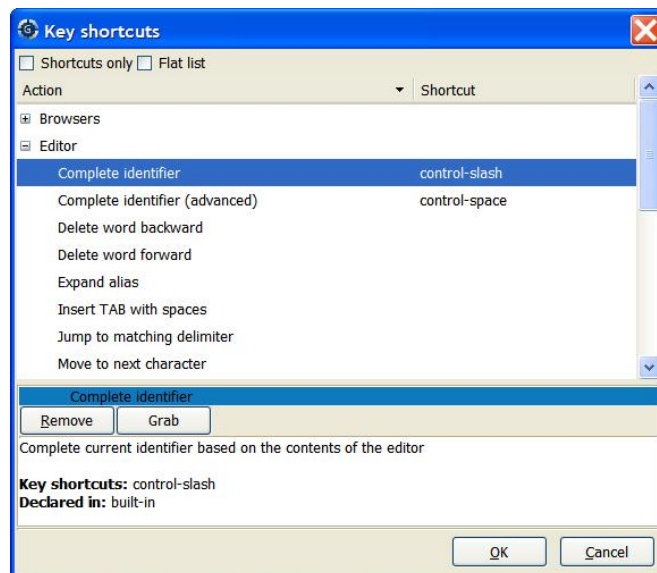 Key shortcuts
Shortcuts only Flat list
Action Shortcut
Browsers
Editor
Complete identifier control-slash
Complete identifier (advanced) control-space
Delete word backward
Delete word forward
Expand alias
Insert TAB with spaces
Jump to matching delimiter
Move to next character
Complete identifier
Remove Grab
Complete current identifier based on the contents of the editor
Key shortcuts: control-slash
Declared in: built-in
OK Cancel